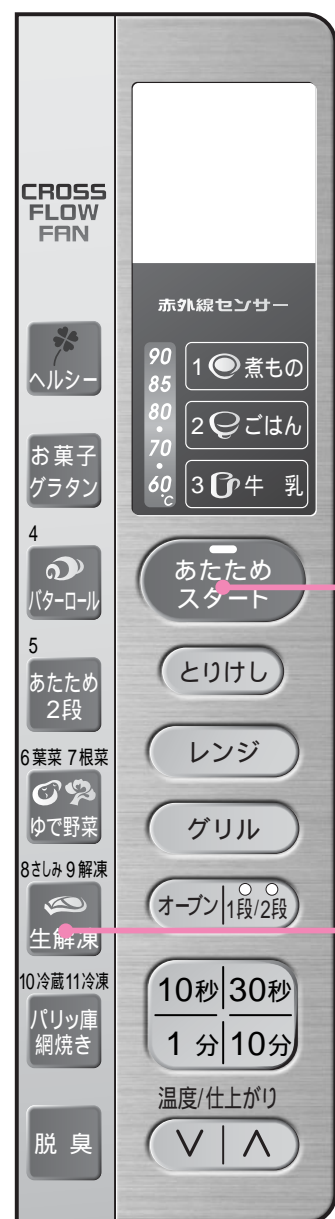 CROSS
FLOW
FAN
ヘルシー
お菓子
グラタン
4
バターロール
5
あたため
2段
6葉菜 7根菜
ゆで野菜
8さしみ 9解凍
生解凍
10冷蔵11冷凍
パリッ庫
網焼き
脱臭
赤外線センサー
90
85
80
・
70
・
60
℃
1 煮もの
2 ごはん
3 牛乳
あたため
スタート
とりけし
レンジ
グリル
オーブン 1段/2段
10秒 30秒
1分 10分
温度/仕上がり
∨ ∧